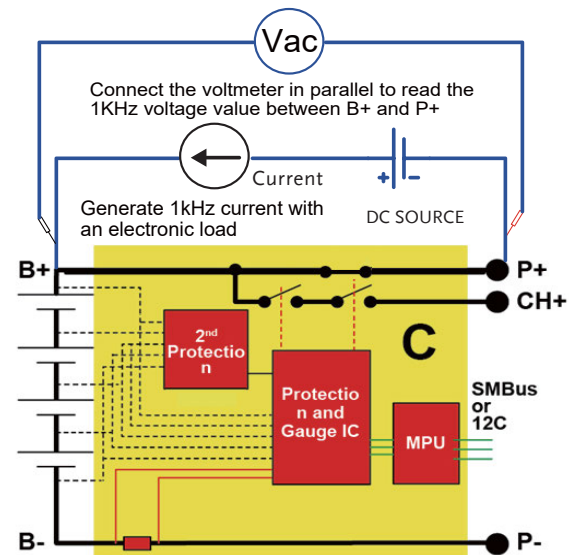 Vac
Connect the voltmeter in parallel to read the
1KHz voltage value between B+ and P+
Current
+ -
Generate 1kHz current with
an electronic load
DC SOURCE
B+
P+
CH+
C
2nd
Protectio
n
Protectio
n and
Gauge IC
MPU
SMBus
or
12C
B-
P-